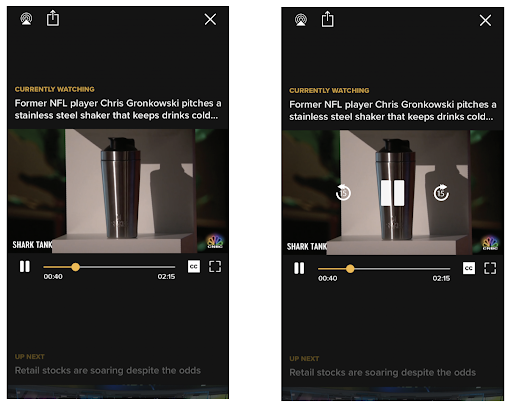 CURRENTLY WATCHING
Former NFL player Chris Gronkowski pitches a
stainless steel shaker that keeps drinks cold...
SHARK TANK
CNBC
CC
00:40
02:15
UP NEXT
Retail stocks are soaring despite the odds
CURRENTLY WATCHING
Former NFL player Chris Gronkowski pitches a
stainless steel shaker that keeps drinks cold...
15
15
SHARK TANK
CNBC
CC
00:40
02:15
UP NEXT
Retail stocks are soaring despite the odds